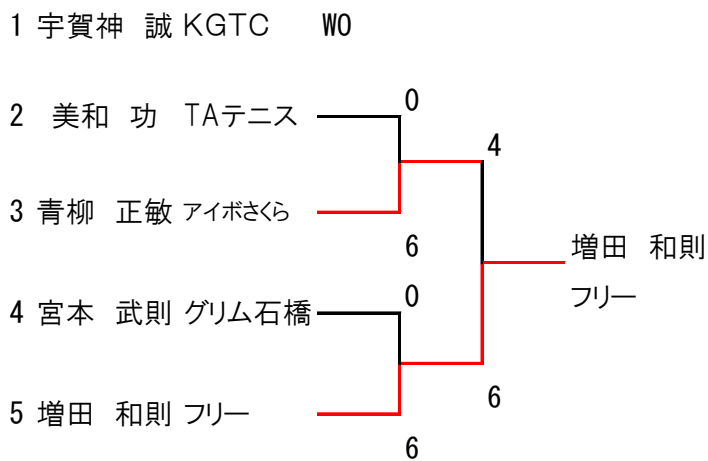 1 宇賀神 誠 KGTC WO
0
2 美和 功 TAテニス
4
3 青柳 正敏 アイボさくら
6
増田 和則
0
フリー
4 宮本 武則 グリム石橋
6
5 増田 和則 フリー
6